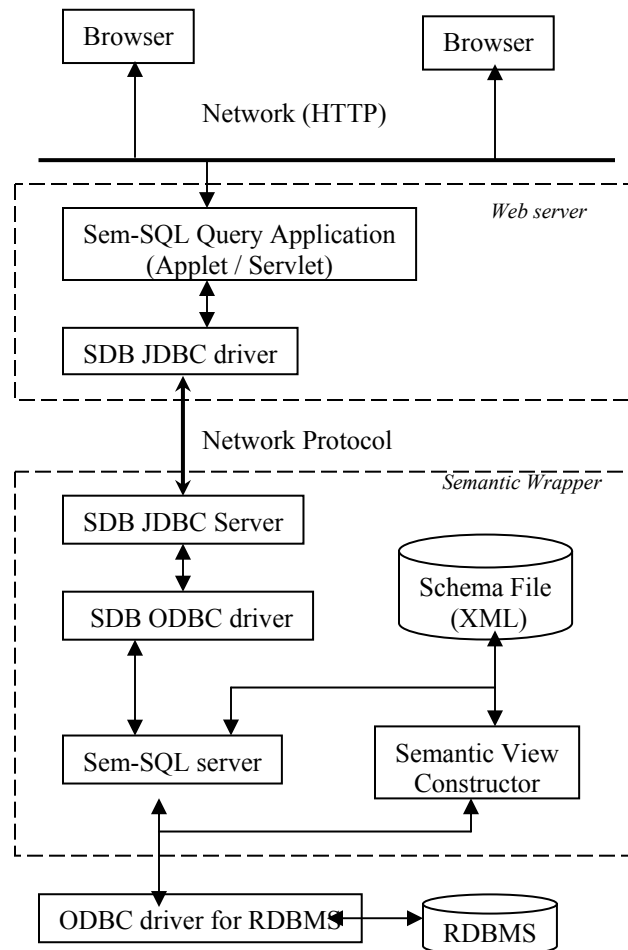 Browser
Browser
Network (HTTP)
Web server
Sem-SQL Query Application
(Applet / Servlet)
SDB JDBC driver
Network Protocol
Semantic Wrapper
SDB JDBC Server
Schema File
(XML)
SDB ODBC driver
Sem-SQL server
Semantic View
Constructor
ODBC driver for RDBMS
RDBMS